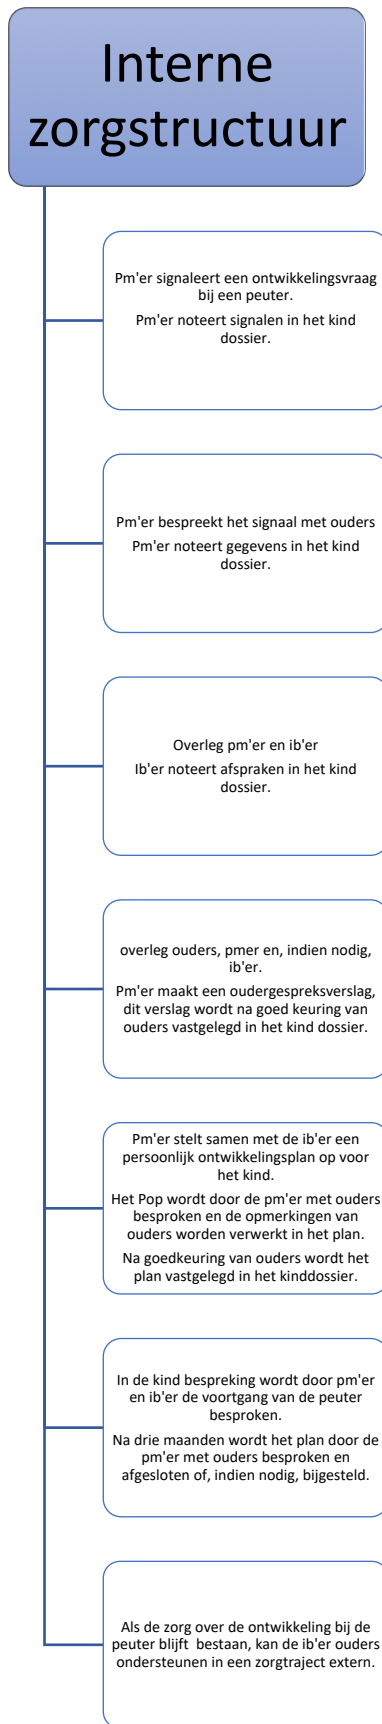 Interne
zorgstructuur
Pm'er signaleert een ontwikkelingsvraag
bij een peuter.
Pm'er noteert signalen in het kind
dossier.
Pm'er bespreekt het signaal met ouders
Pm'er noteert gegevens in het kind
dossier.
Overleg pm'er en ib'er
Ib'er noteert afspraken in het kind
dossier.
overleg ouders, pmer en, indien nodig,
ib'er.
Pm'er maakt een oudergespreksverslag,
dit verslag wordt na goed keuring van
ouders vastgelegd in het kind dossier.
Pm'er stelt samen met de ib'er een
persoonlijk ontwikkelingsplan op voor
het kind.
Het Pop wordt door de pm'er met ouders
besproken en de opmerkingen van
ouders worden verwerkt in het plan.
Na goedkeuring van ouders wordt het
plan vastgelegd in het kinddossier.
In de kind bespreking wordt door pm'er
en ib'er de voortgang van de peuter
besproken.
Na drie maanden wordt het plan door de
pm'er met ouders besproken en
afgesloten of, indien nodig, bijgesteld.
Als de zorg over de ontwikkeling bij de
peuter blijft  bestaan, kan de ib'er ouders
ondersteunen in een zorgtraject extern.